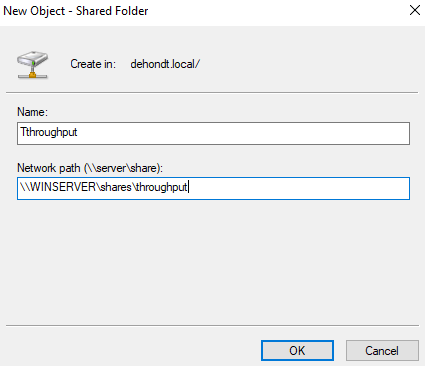 New Object - Shared Folder
Create in: dehondt.local/
Name:
Tthroughput
Network path (\\server\share):
\\WINSERVER\shares\throughput
OK Cancel